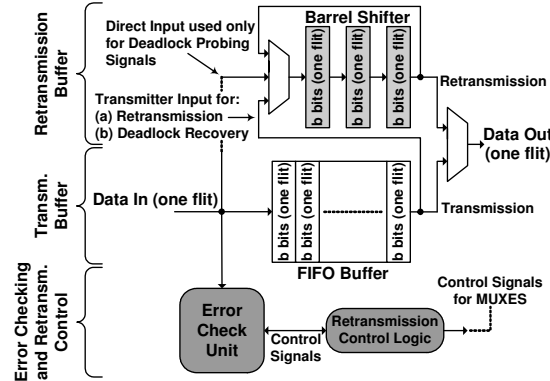 Retransmission
Buffer
Transm.
Buffer
Error Checking
and Retransm.
Control
Direct Input used only
for Deadlock Probing
Signals
Transmitter Input for:
(a) Retransmission
(b) Deadlock Recovery
Barrel Shifter
b bits (one flit)
b bits (one flit)
b bits (one flit)
Retransmission
Data Out
(one flit)
Transmission
Data In (one flit)
b bits (one flit)
b bits (one flit)
b bits (one flit)
FIFO Buffer
Error
Check
Unit
Control
Signals
Retransmission
Control Logic
Control Signals
for MUXES